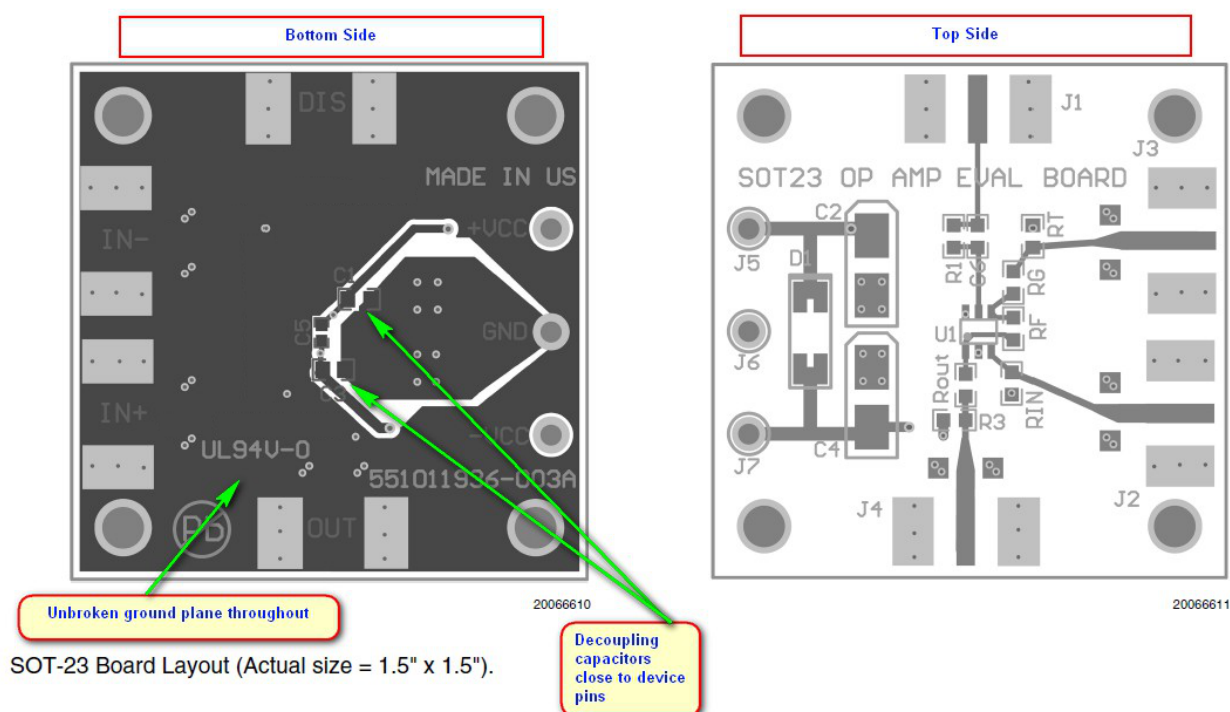 Bottom Side
Top Side
DIS
MADE IN US
IN-
+VCC
C1
C5
GND
C3
IN+
-VCC
UL94V-0
551011936-003A
PB
OUT
J1
J3
SOT23 OP AMP EVAL BOARD
C2
RT
J5
D1
R1
C6
RG
U1
RF
J6
Rout
RIN
R3
J7
C4
J4
J2
Unbroken ground plane throughout
20066610
20066611
Decoupling
capacitors
close to device
pins
SOT-23 Board Layout (Actual size = 1.5" x 1.5").